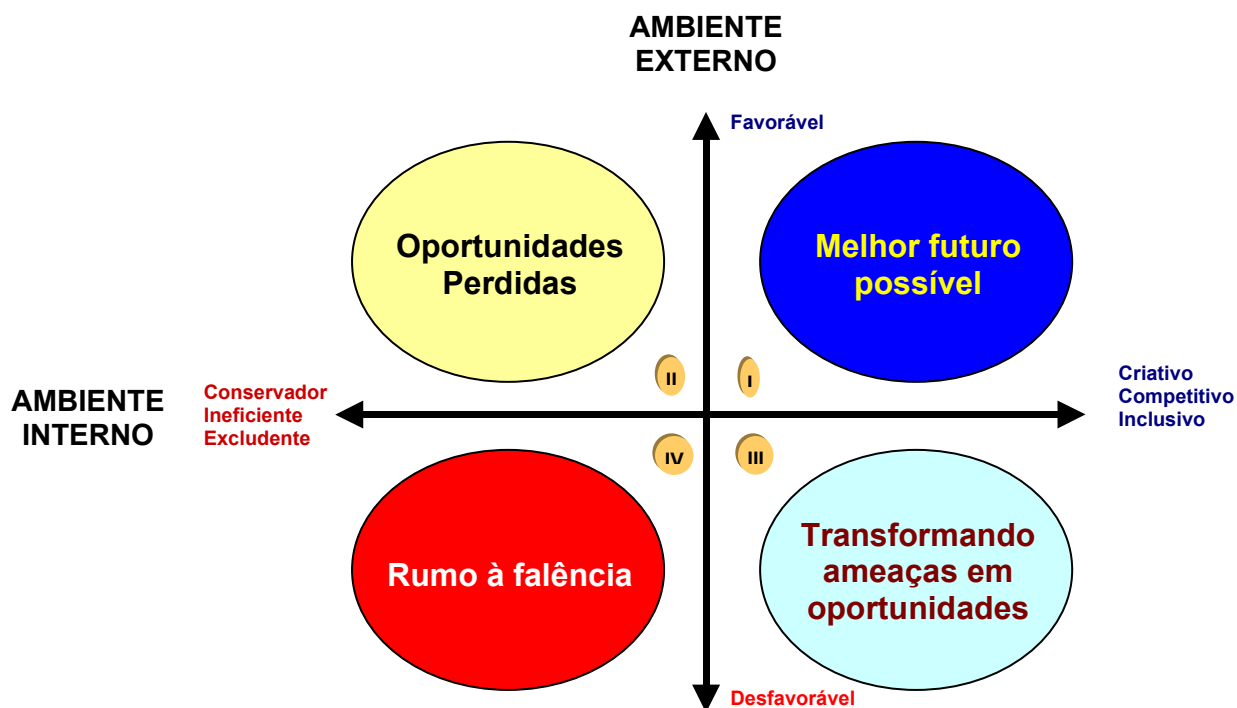 AMBIENTE
EXTERNO
Favorável
Oportunidades
Perdidas
Melhor futuro
possível
II
I
AMBIENTE
INTERNO
Conservador
Ineficiente
Excludente
Criativo
Competitivo
Inclusivo
IV
III
Rumo à falência
Transformando
ameaças em
oportunidades
Desfavorável